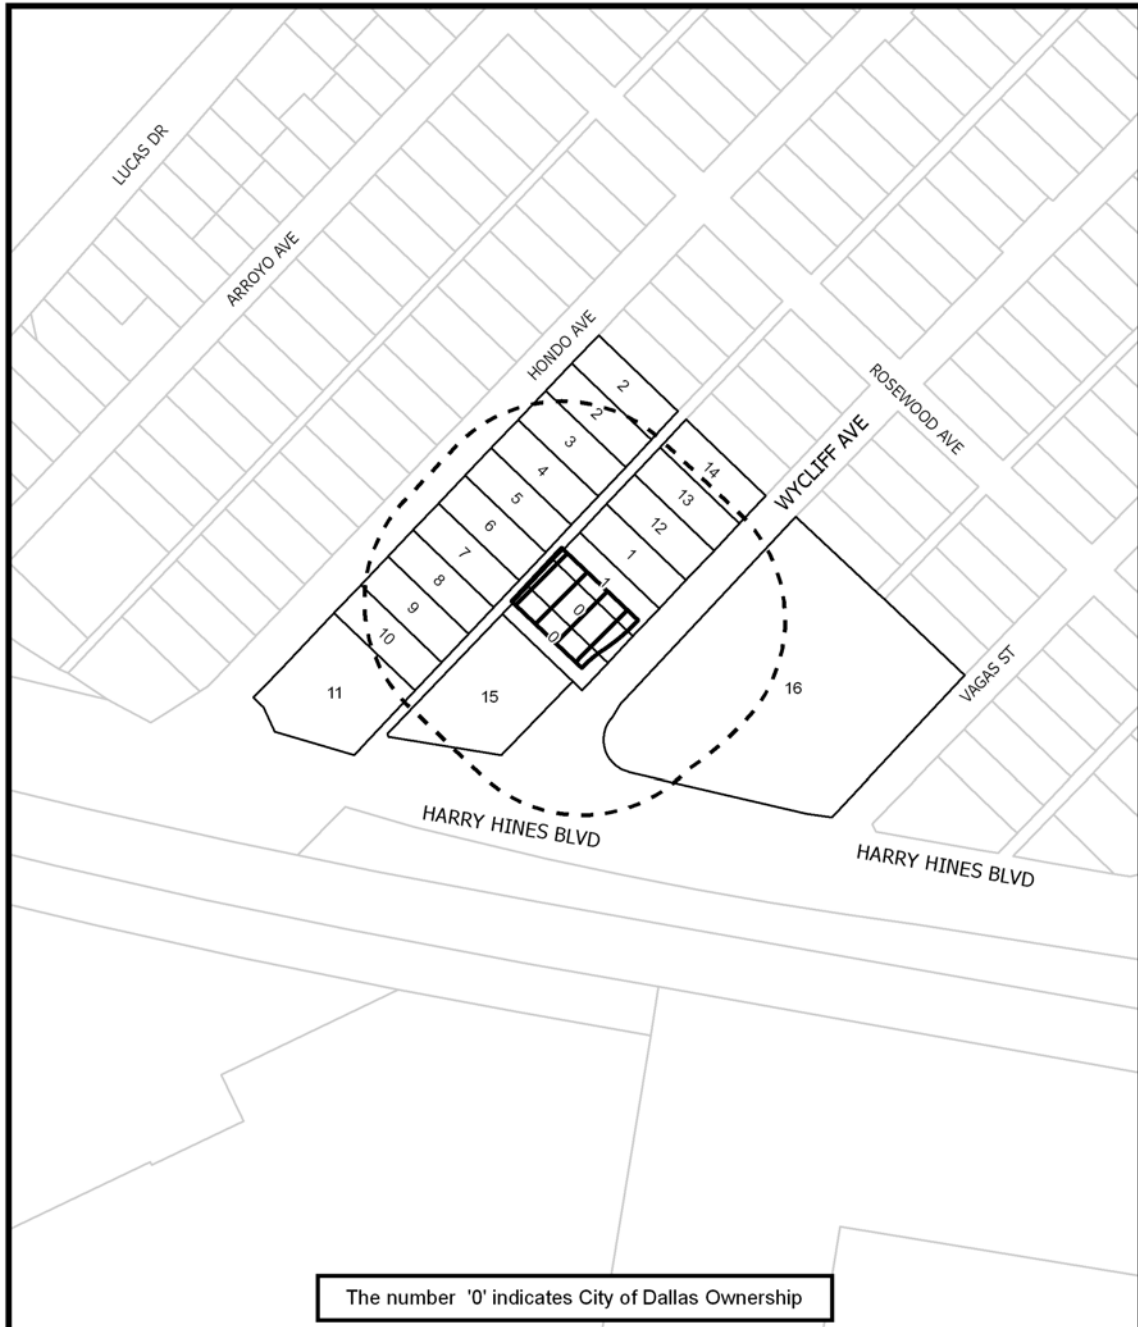 LUCAS DR
ARROYO AVE
HONDO AVE
ROSEWOOD AVE
WYCLIFF AVE
2
2
3
14
4
13
5
12
6
1
7
1
8
0
9
0
10
11
15
16
VAGAS ST
HARRY HINES BLVD
HARRY HINES BLVD
The number '0' indicates City of Dallas Ownership